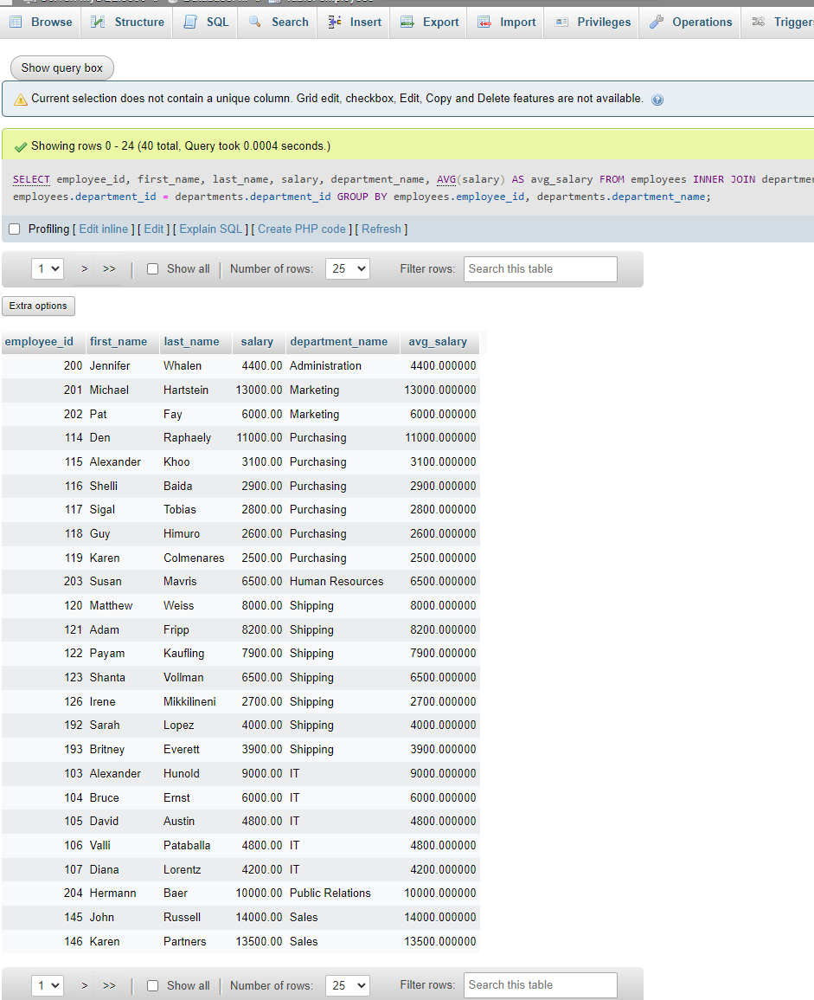 Browse Structure SQL Search Insert Export Import Privileges Operations Trigger
Show query box
Current selection does not contain a unique column. Grid edit, checkbox, Edit, Copy and Delete features are not available.
Showing rows 0 - 24 (40 total, Query took 0.0004 seconds.)
SELECT employee_id, first_name, last_name, salary, department_name, AVG(salary) AS avg_salary FROM employees INNER JOIN departme
employees.department_id = departments.department_id GROUP BY employees.employee_id, departments.department_name;
Profiling [ Edit inline ] [ Edit ] [ Explain SQL ] [ Create PHP code ] [ Refresh ]
1 > >> | Show all | Number of rows: 25 Filter rows: Search this table
Extra options
employee_id first_name last_name salary department_name avg_salary
200 Jennifer Whalen 4400.00 Administration 4400.000000
201 Michael Hartstein 13000.00 Marketing 13000.000000
202 Pat Fay 6000.00 Marketing 6000.000000
114 Den Raphaely 11000.00 Purchasing 11000.000000
115 Alexander Khoo 3100.00 Purchasing 3100.000000
116 Shelli Baida 2900.00 Purchasing 2900.000000
117 Sigal Tobias 2800.00 Purchasing 2800.000000
118 Guy Himuro 2600.00 Purchasing 2600.000000
119 Karen Colmenares 2500.00 Purchasing 2500.000000
203 Susan Mavris 6500.00 Human Resources 6500.000000
120 Matthew Weiss 8000.00 Shipping 8000.000000
121 Adam Fripp 8200.00 Shipping 8200.000000
122 Payam Kaufling 7900.00 Shipping 7900.000000
123 Shanta Vollman 6500.00 Shipping 6500.000000
126 Irene Mikkilineni 2700.00 Shipping 2700.000000
192 Sarah Lopez 4000.00 Shipping 4000.000000
193 Britney Everett 3900.00 Shipping 3900.000000
103 Alexander Hunold 9000.00 IT 9000.000000
104 Bruce Ernst 6000.00 IT 6000.000000
105 David Austin 4800.00 IT 4800.000000
106 Valli Pataballa 4800.00 IT 4800.000000
107 Diana Lorentz 4200.00 IT 4200.000000
204 Hermann Baer 10000.00 Public Relations 10000.000000
145 John Russell 14000.00 Sales 14000.000000
146 Karen Partners 13500.00 Sales 13500.000000
1 > >> | Show all | Number of rows: 25 Filter rows: Search this table